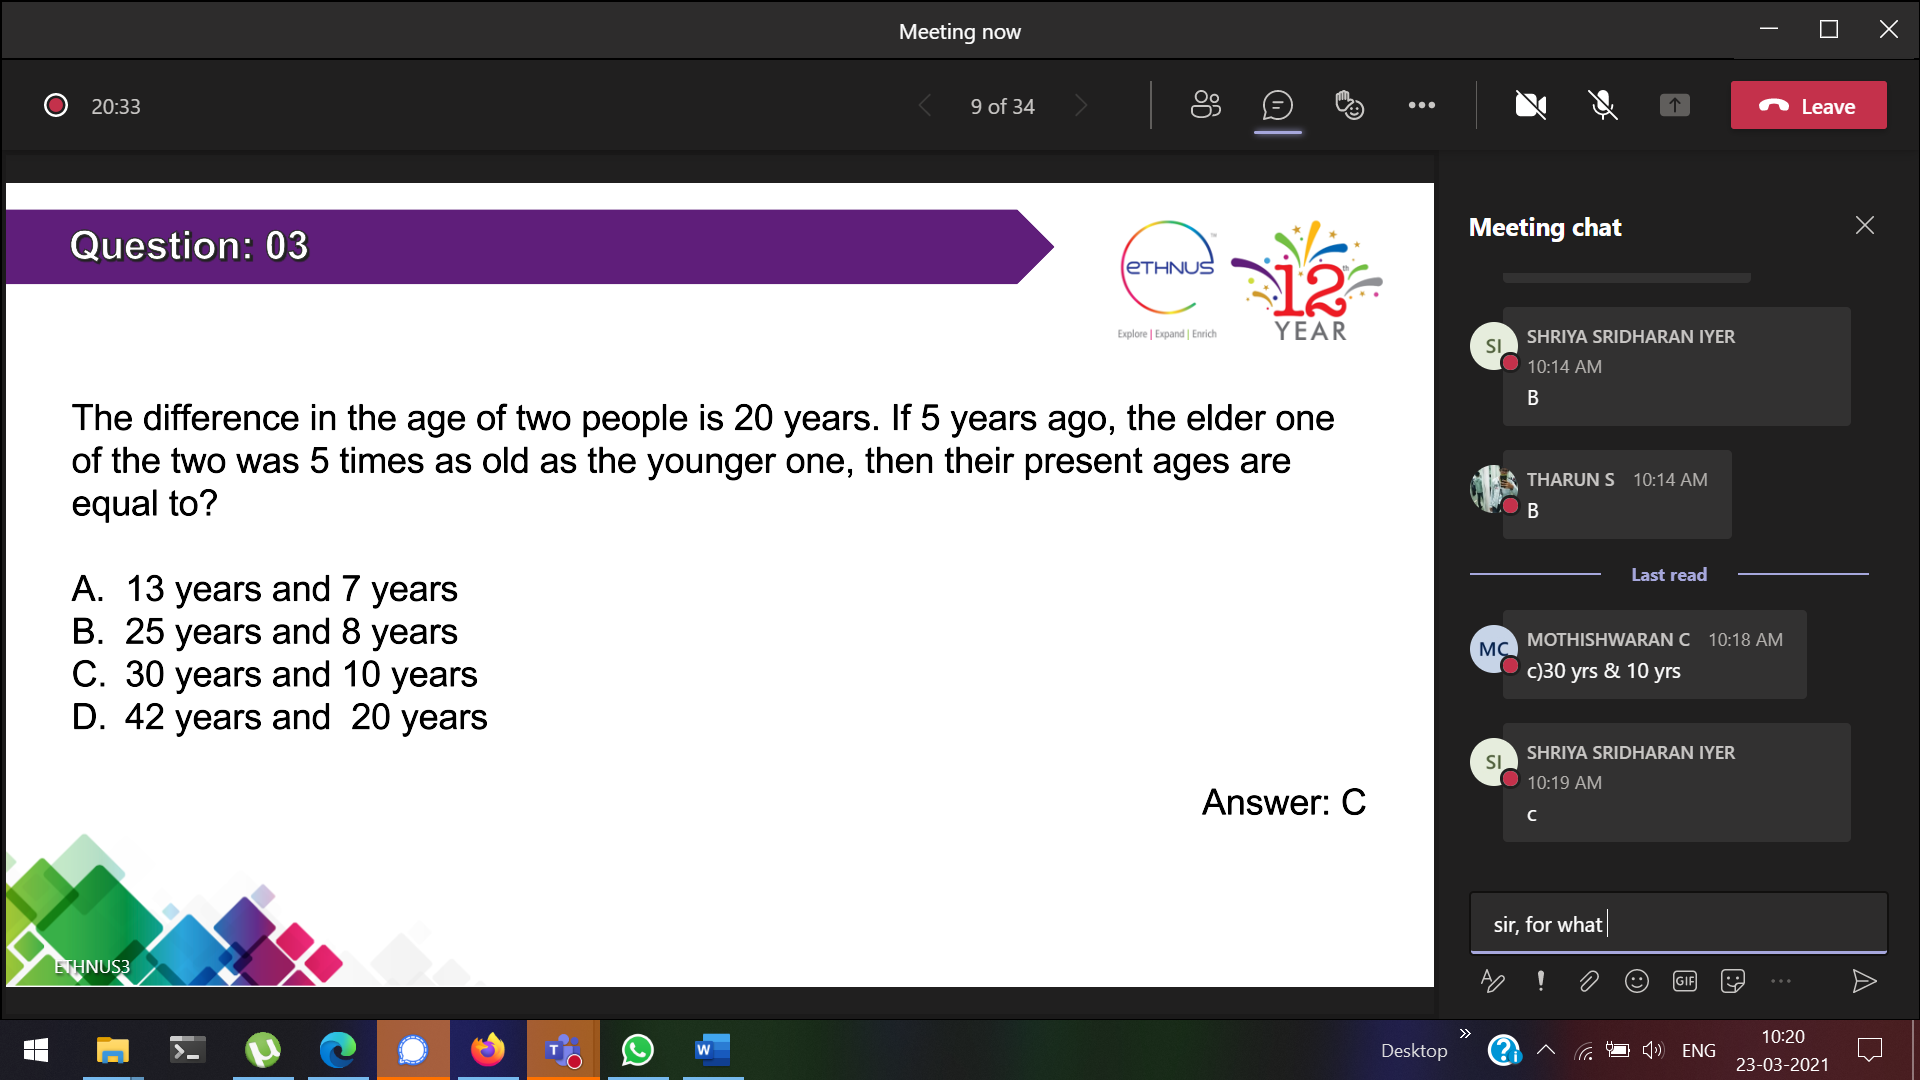 Meeting now
20:33
9 of 34
Leave
Question: 03
eTHNUS
TM
Explore | Expand | Enrich
12th
YEAR
The difference in the age of two people is 20 years. If 5 years ago, the elder one
of the two was 5 times as old as the younger one, then their present ages are
equal to?
A. 13 years and 7 years
B. 25 years and 8 years
C. 30 years and 10 years
D. 42 years and 20 years
Answer: C
ETHNUS3
Meeting chat
SI
SHRIYA SRIDHARAN IYER
10:14 AM
B
THARUN S 10:14 AM
B
Last read
MC
MOTHISHWARAN C 10:18 AM
c)30 yrs & 10 yrs
SI
SHRIYA SRIDHARAN IYER
10:19 AM
c
sir, for what
GIF
Desktop
ENG
10:20
23-03-2021